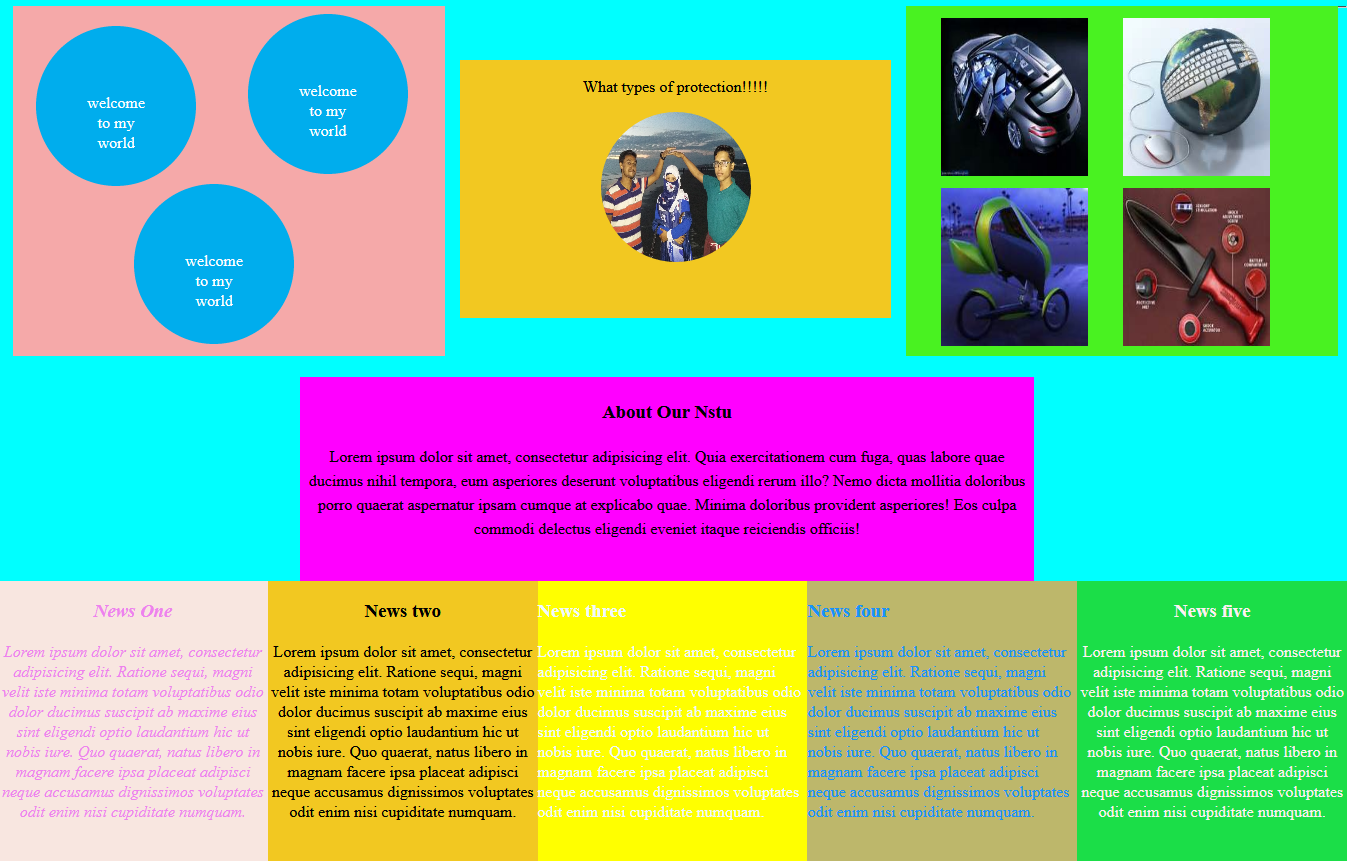 welcome
to my
world
welcome
to my
world
welcome
to my
world
What types of protection!!!!!
About Our Nstu
Lorem ipsum dolor sit amet, consectetur adipisicing elit. Quia exercitationem cum fuga, quas labore quae
ducimus nihil tempora, eum asperiores deserunt voluptatibus eligendi rerum illo? Nemo dicta mollitia doloribus
porro quaerat aspernatur ipsam cumque at explicabo quae. Minima doloribus provident asperiores! Eos culpa
commodi delectus eligendi eveniet itaque reiciendis officiis!
News One
Lorem ipsum dolor sit amet, consectetur
adipisicing elit. Ratione sequi, magni
velit iste minima totam voluptatibus odio
dolor ducimus suscipit ab maxime eius
sint eligendi optio laudantium hic ut
nobis iure. Quo quaerat, natus libero in
magnam facere ipsa placeat adipisci
neque accusamus dignissimos voluptates
odit enim nisi cupiditate numquam.
News two
Lorem ipsum dolor sit amet, consectetur
adipisicing elit. Ratione sequi, magni
velit iste minima totam voluptatibus odio
dolor ducimus suscipit ab maxime eius
sint eligendi optio laudantium hic ut
nobis iure. Quo quaerat, natus libero in
magnam facere ipsa placeat adipisci
neque accusamus dignissimos voluptates
odit enim nisi cupiditate numquam.
News three
Lorem ipsum dolor sit amet, consectetur
adipisicing elit. Ratione sequi, magni
velit iste minima totam voluptatibus odio
dolor ducimus suscipit ab maxime eius
sint eligendi optio laudantium hic ut
nobis iure. Quo quaerat, natus libero in
magnam facere ipsa placeat adipisci
neque accusamus dignissimos voluptates
odit enim nisi cupiditate numquam.
News four
Lorem ipsum dolor sit amet, consectetur
adipisicing elit. Ratione sequi, magni
velit iste minima totam voluptatibus odio
dolor ducimus suscipit ab maxime eius
sint eligendi optio laudantium hic ut
nobis iure. Quo quaerat, natus libero in
magnam facere ipsa placeat adipisci
neque accusamus dignissimos voluptates
odit enim nisi cupiditate numquam.
News five
Lorem ipsum dolor sit amet, consectetur
adipisicing elit. Ratione sequi, magni
velit iste minima totam voluptatibus odio
dolor ducimus suscipit ab maxime eius
sint eligendi optio laudantium hic ut
nobis iure. Quo quaerat, natus libero in
magnam facere ipsa placeat adipisci
neque accusamus dignissimos voluptates
odit enim nisi cupiditate numquam.